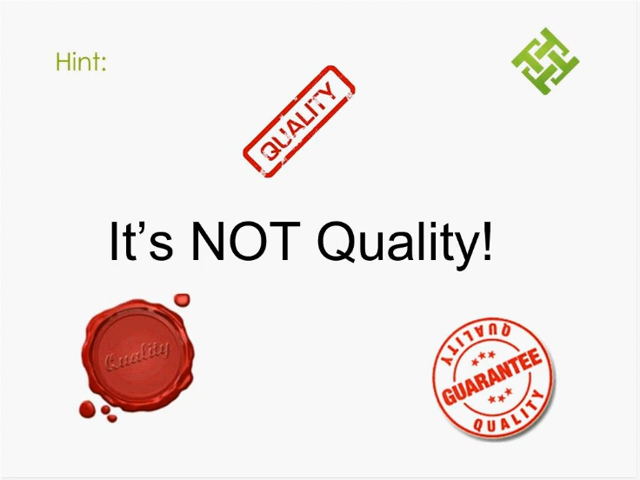 Hint:
QUALITY
It's NOT Quality!
Quality
QUALITY
GUARANTEE
QUALITY